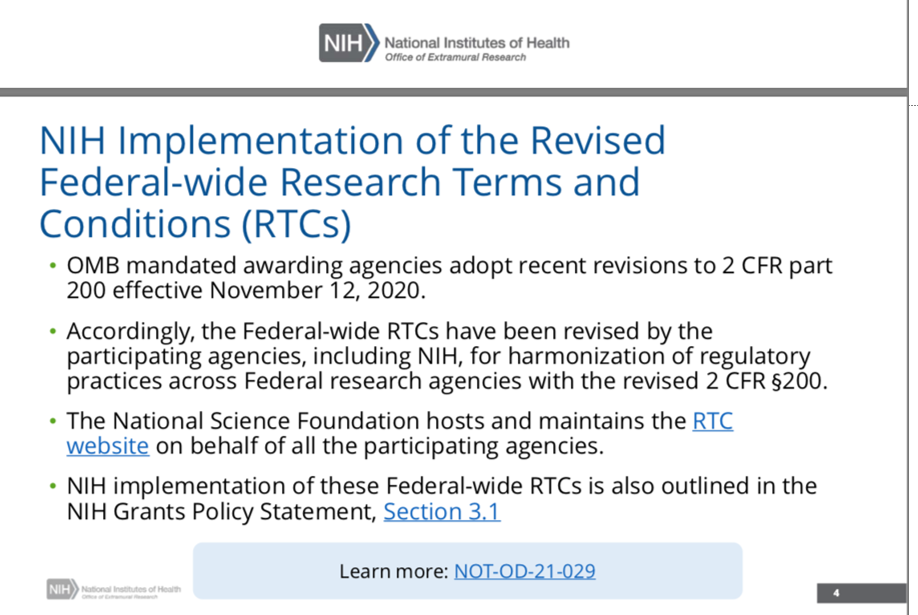 NIH National Institutes of Health
Office of Extramural Research
NIH Implementation of the Revised
Federal-wide Research Terms and
Conditions (RTCs)
• OMB mandated awarding agencies adopt recent revisions to 2 CFR part
200 effective November 12, 2020.
• Accordingly, the Federal-wide RTCs have been revised by the
participating agencies, including NIH, for harmonization of regulatory
practices across Federal research agencies with the revised 2 CFR §200.
• The National Science Foundation hosts and maintains the RTC
website on behalf of all the participating agencies.
• NIH implementation of these Federal-wide RTCs is also outlined in the
NIH Grants Policy Statement, Section 3.1
Learn more: NOT-OD-21-029
NIH National Institutes of Health
Office of Extramural Research
4